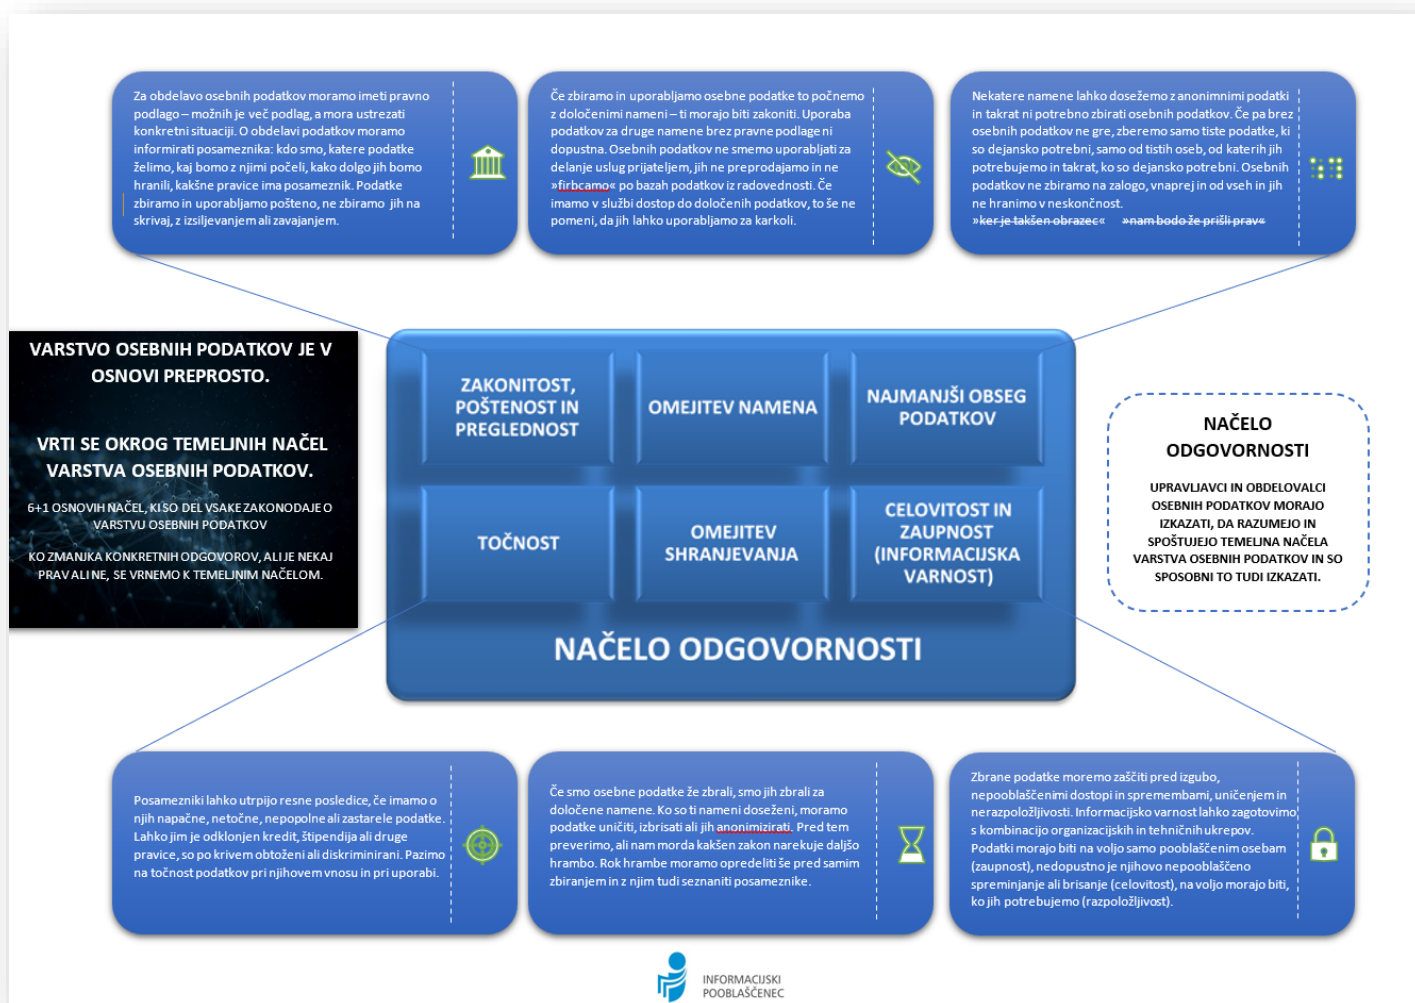 Za obdelavo osebnih podatkov moramo imeti pravno
podlago – možnih je več podlag, a mora ustrezati
konkretni situaciji. O obdelavi podatkov moramo
informirati posameznika: kdo smo, katere podatke
želimo, kaj bomo z njimi počeli, kako dolgo jih bomo
hranili, kakšne pravice ima posameznik. Podatke
zbiramo in uporabljamo pošteno, ne zbiramo jih na
skrivaj, z izsiljevanjem ali zavajanjem.
Če zbiramo in uporabljamo osebne podatke to počnemo
z določenimi nameni – ti morajo biti zakoniti. Uporaba
podatkov za druge namene brez pravne podlage ni
dopustna. Osebnih podatkov ne smemo uporabljati za
delanje uslug prijateljem, jih ne preprodajamo in ne
»firbcamo« po bazah podatkov iz radovednosti. Če
imamo v službi dostop do določenih podatkov, to še ne
pomeni, da jih lahko uporabljamo za karkoli.
Nekatere namene lahko dosežemo z anonimnimi podatki
in takrat ni potrebno zbirati osebnih podatkov. Če pa brez
osebnih podatkov ne gre, zberemo samo tiste podatke, ki
so dejansko potrebni, samo od tistih oseb, od katerih jih
potrebujemo in takrat, ko so dejansko potrebni. Osebnih
podatkov ne zbiramo na zalogo, vnaprej in od vseh in jih
ne hranimo v neskončnost.
»ker je takšen obrazec« »nam bodo že prišli prav«
VARSTVO OSEBNIH PODATKOV JE V
OSNOVI PREPROSTO.
VRTI SE OKROG TEMELJNIH NAČEL
VARSTVA OSEBNIH PODATKOV.
6+1 OSNOVIH NAČEL, KI SO DEL VSAKE ZAKONODAJE O
VARSTVU OSEBNIH PODATKOV
KO ZMANJKA KONKRETNIH ODGOVOROV, ALI JE NEKAJ
PRAV ALI NE, SE VRNEMO K TEMELJNIM NAČELOM.
ZAKONITOST,
POŠTENOST IN
PREGLEDNOST
OMEJITEV NAMENA
NAJMANJŠI OBSEG
PODATKOV
TOČNOST
OMEJITEV
SHRANJEVANJA
CELOVITOST IN
ZAUPNOST
(INFORMACIJSKA
VARNOST)
NAČELO ODGOVORNOSTI
NAČELO
ODGOVORNOSTI
UPRAVLJAVCI IN OBDELOVALCI
OSEBNIH PODATKOV MORAJO
IZKAZATI, DA RAZUMEJO IN
SPOŠTUJEJO TEMELJNA NAČELA
VARSTVA OSEBNIH PODATKOV IN SO
SPOSOBNI TO TUDI IZKAZATI.
Posamezniki lahko utrpijo resne posledice, če imamo o
njih napačne, netočne, nepopolne ali zastarele podatke.
Lahko jim je odklonjen kredit, štipendija ali druge
pravice, so po krivem obtoženi ali diskriminirani. Pazimo
na točnost podatkov pri njihovem vnosu in pri uporabi.
Če smo osebne podatke že zbrali, smo jih zbrali za
določene namene. Ko so ti nameni doseženi, moramo
podatke uničiti, izbrisati ali jih anonimizirati. Pred tem
preverimo, ali nam morda kakšen zakon narekuje daljšo
hrambo. Rok hrambe moramo opredeliti še pred samim
zbiranjem in z njim tudi seznaniti posameznike.
Zbrane podatke moremo zaščiti pred izgubo,
nepooblaščenimi dostopi in spremembami, uničenjem in
nerazpoložljivosti. Informacijsko varnost lahko zagotovimo
s kombinacijo organizacijskih in tehničnih ukrepov.
Podatki morajo biti na voljo samo pooblaščenim osebam
(zaupnost), nedopustno je njihovo nepooblaščeno
spreminjanje ali brisanje (celovitost), na voljo morajo biti,
ko jih potrebujemo (razpoložljivost).
INFORMACIJSKI
POOBLAŠČENEC